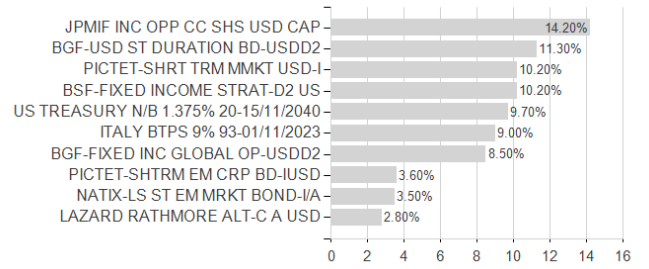 JPMIF INC OPP CC SHS USD CAP 14.20%
BGF-USD ST DURATION BD-USDD2 11.30%
PICTET-SHRT TRM MMKT USD-I 10.20%
BSF-FIXED INCOME STRAT-D2 US 10.20%
US TREASURY N/B 1.375% 20-15/11/2040 9.70%
ITALY BTPS 9% 93-01/11/2023 9.00%
BGF-FIXED INC GLOBAL OP-USDD2 8.50%
PICTET-SHTRM EM CRP BD-IUSD 3.60%
NATIX-LS ST EM MRKT BOND-I/A 3.50%
LAZARD RATHMORE ALT-C A USD 2.80%
0 2 4 6 8 10 12 14 16